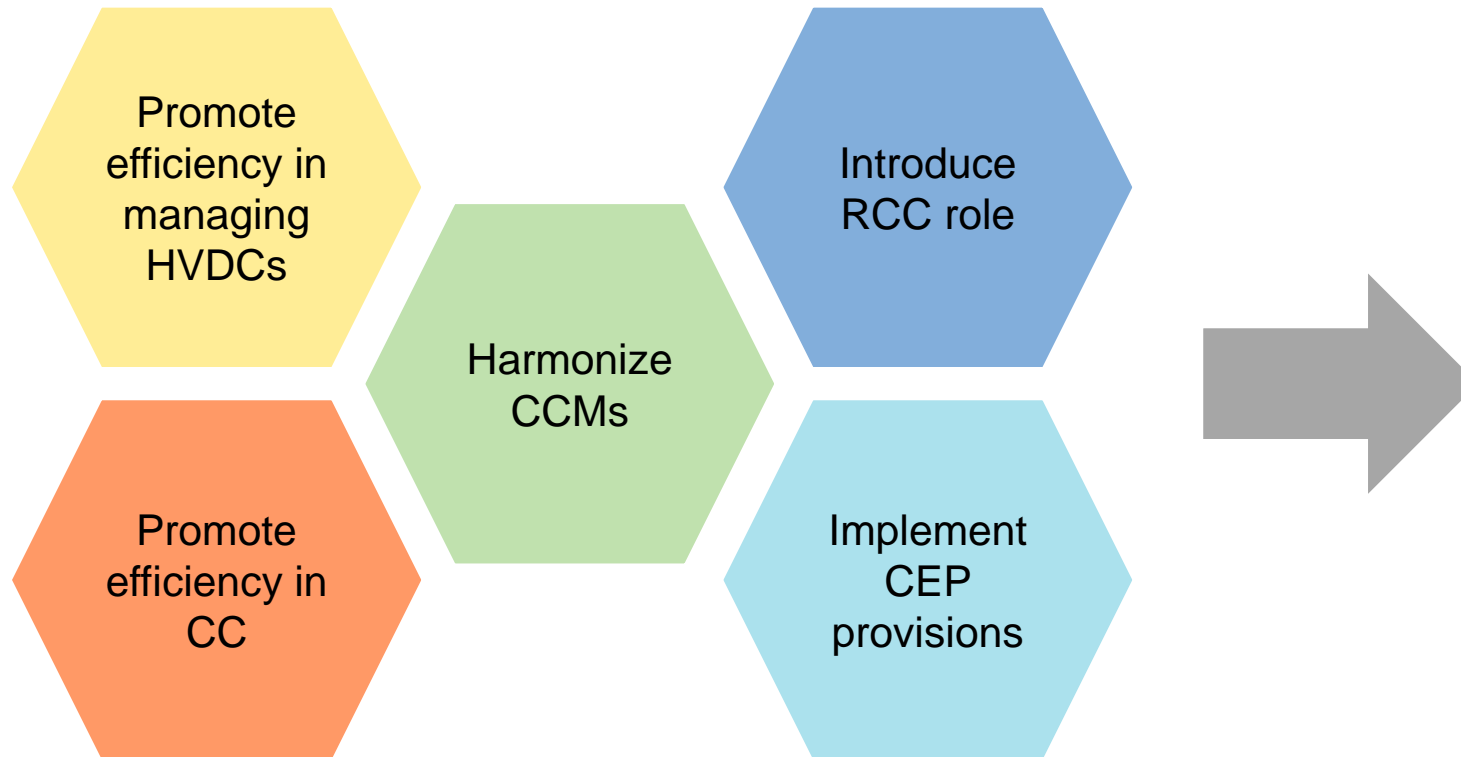 Promote
efficiency in
managing
HVDCs
Introduce
RCC role
Harmonize
CCMs
Promote
efficiency in
CC
Implement
CEP
provisions